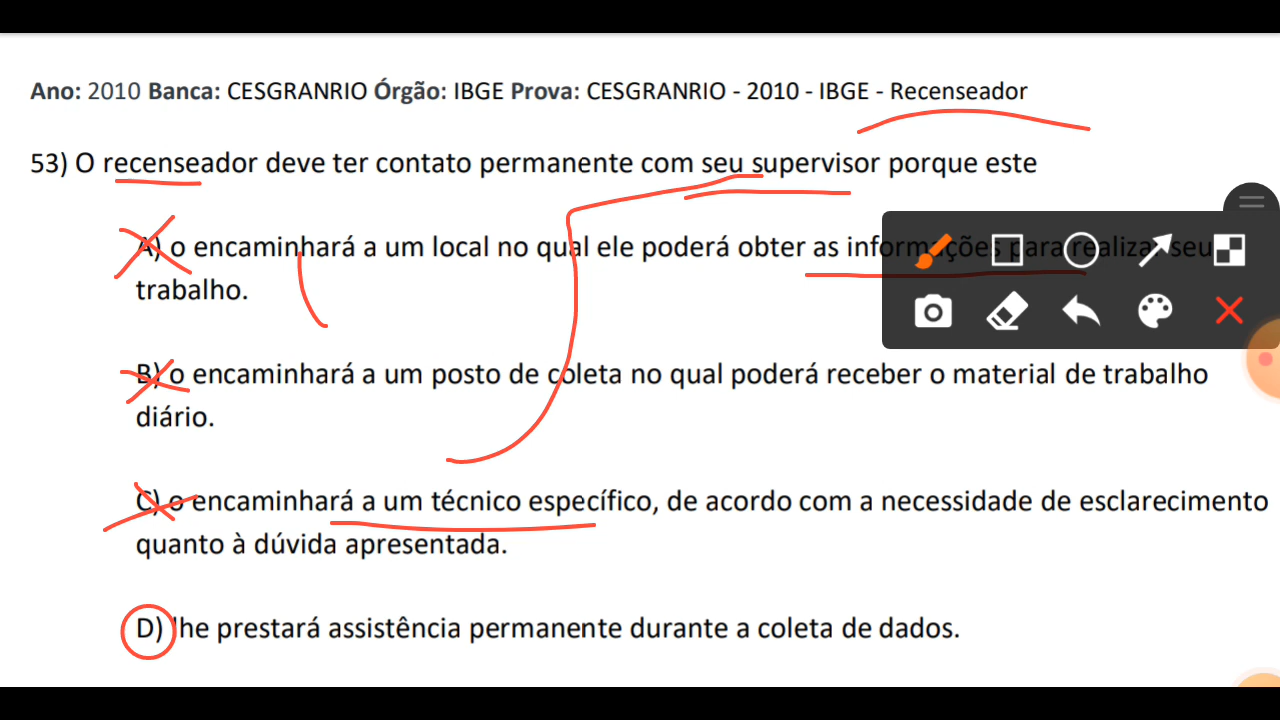 Ano: 2010 Banca: CESGRANRIO Órgão: IBGE Prova: CESGRANRIO - 2010 - IBGE - Recenseador
53) O recenseador deve ter contato permanente com seu supervisor porque este
A) o encaminhará a um local no qual ele poderá obter as informações para realizar seu
trabalho.
B) o encaminhará a um posto de coleta no qual poderá receber o material de trabalho
diário.
C) o encaminhará a um técnico específico, de acordo com a necessidade de esclarecimento
quanto à dúvida apresentada.
D) lhe prestará assistência permanente durante a coleta de dados.